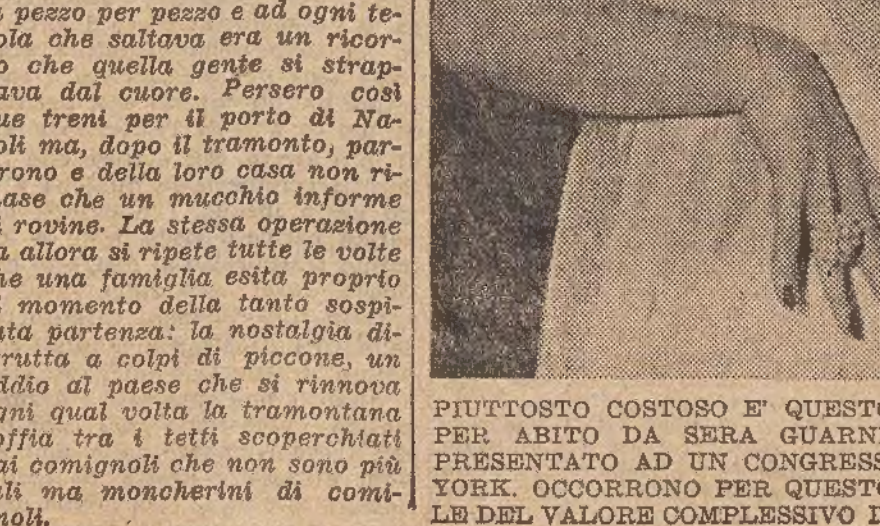 pezzo per pezzo e ad ogni te-
ola che saltava era un ricor-
o che quella gente si strap-
ava dal cuore. Persero così
ue treni per il porto di Na-
oli ma, dopo il tramonto, par-
rono e della loro casa non ri-
ase che un mucchio informe
i rovine. La stessa operazione
a allora si ripete tutte le volte
he una famiglia esita proprio
l momento della tanto sospi-
ata partenza: la nostalgia di-
rutta a colpi di piccone, un
ddio al paese che si rinnova
gni qual volta la tramontana
offia tra i tetti scoperchiati
ai comignoli che non sono più
ali ma moncherini di comi-
noli.
PIUTTOSTO COSTOSO E' QUESTO
PER ABITO DA SERA GUARNI
PRESENTATO AD UN CONGRESS
YORK. OCCORRONO PER QUESTO
LE DEL VALORE COMPLESSIVO D